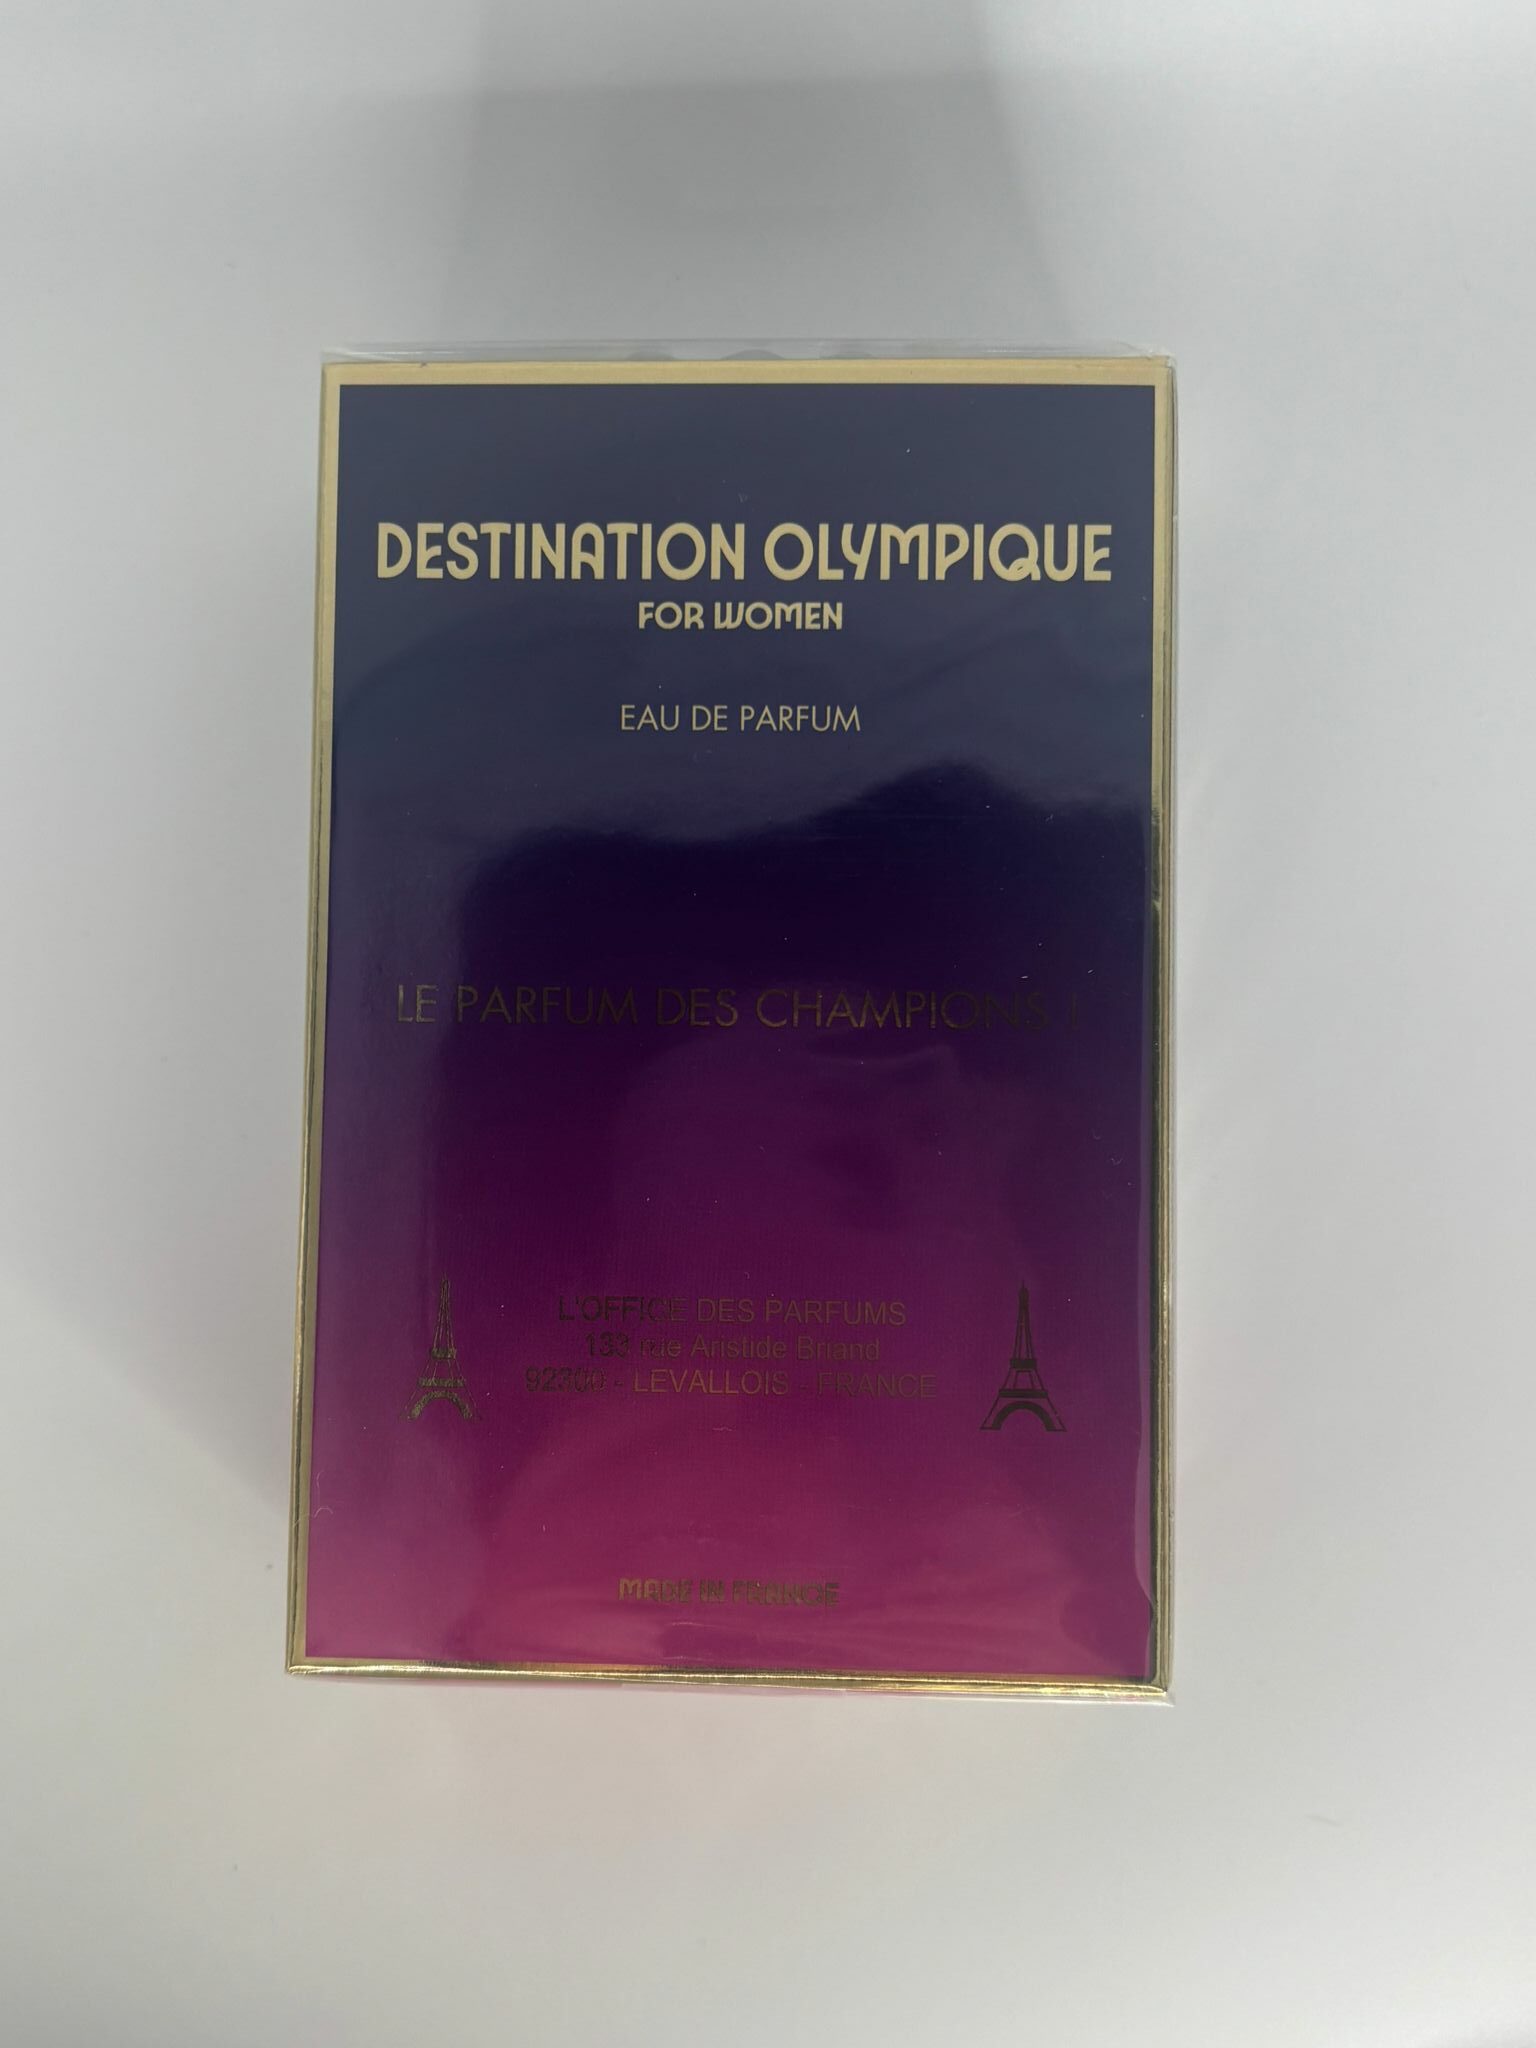 DESTINATION OLYMPIQUE
FOR WOMEN
EAU DE PARFUM
LE PARFUM DES CHAMPIONS !
L'OFFICE DES PARFUMS
133 rue Aristide Briand
92300 - LEVALLOIS - FRANCE
MADE IN FRANCE